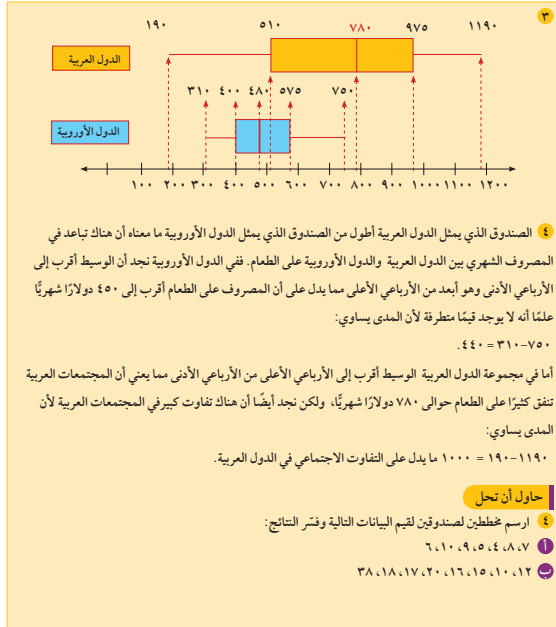 ٣
١٩٠ ٥١٠ ٧٨٠ ٩٧٥ ١١٩٠
الدول العربية
٣١٠ ٤٠٠ ٤٨٠ ٥٧٥ ٧٥٠
الدول الأوروبية
١٠٠ ٢٠٠ ٣٠٠ ٤٠٠ ٥٠٠ ٦٠٠ ٧٠٠ ٨٠٠ ٩٠٠ ١٠٠٠ ١١٠٠ ١٢٠٠
٤ الصندوق الذي يمثل الدول العربية أطول من الصندوق الذي يمثل الدول الأوروبية ما معناه أن هناك تباعد في
المصروف الشهري بين الدول العربية والدول الأوروبية على الطعام. ففي الدول الأوروبية نجد أن الوسيط أقرب إلى
الأرباعي الأدنى وهو أبعد من الأرباعي الأعلى مما يدل على أن المصروف على الطعام أقرب إلى ٤٥٠ دولارًا شهريًّا
علمًا أنه لا يوجد قيمًا متطرفة لأن المدى يساوي:
٧٥٠-٣١٠ = ٤٤٠.
أما في مجموعة الدول العربية الوسيط أقرب إلى الأرباعي الأعلى من الأرباعي الأدنى مما يعني أن المجتمعات العربية
تنفق كثيرًا على الطعام حوالى ٧٨٠ دولارًا شهريًّا، ولكن نجد أيضًا أن هناك تفاوت كبير في المجتمعات العربية لأن
المدى يساوي:
١١٩٠-١٩٠ = ١٠٠٠ ما يدل على التفاوت الاجتماعي في الدول العربية.
حاول أن تحل
٤ ارسم مخططين لصندوقين لقيم البيانات التالية وفسّر النتائج:
أ ٧، ٨، ٤، ٥، ٩، ١٠، ٦
ب ١٢، ١٠، ١٥، ١٦، ٢٠، ١٧، ١٨، ٣٨